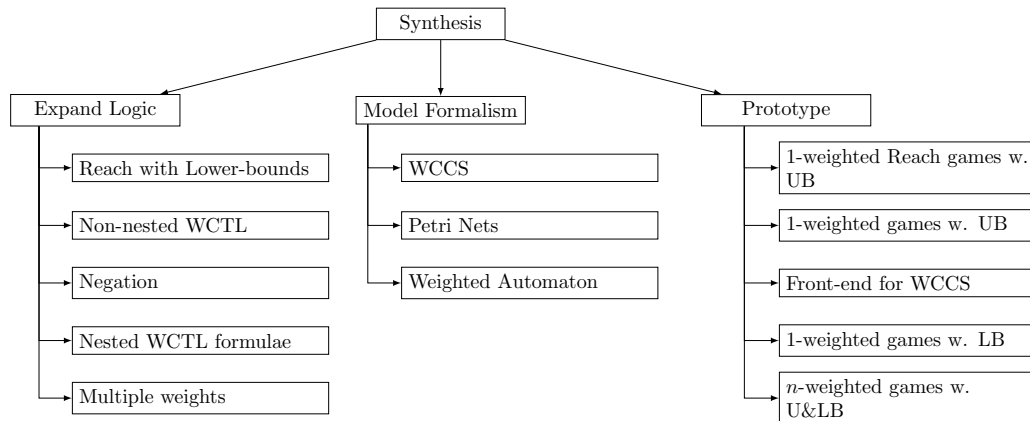 Synthesis
Expand Logic
Reach with Lower-bounds
Non-nested WCTL
Negation
Nested WCTL formulae
Multiple weights
Model Formalism
WCCS
Petri Nets
Weighted Automaton
Prototype
1-weighted Reach games w.
UB
1-weighted games w. UB
Front-end for WCCS
1-weighted games w. LB
n-weighted games w.
U&LB